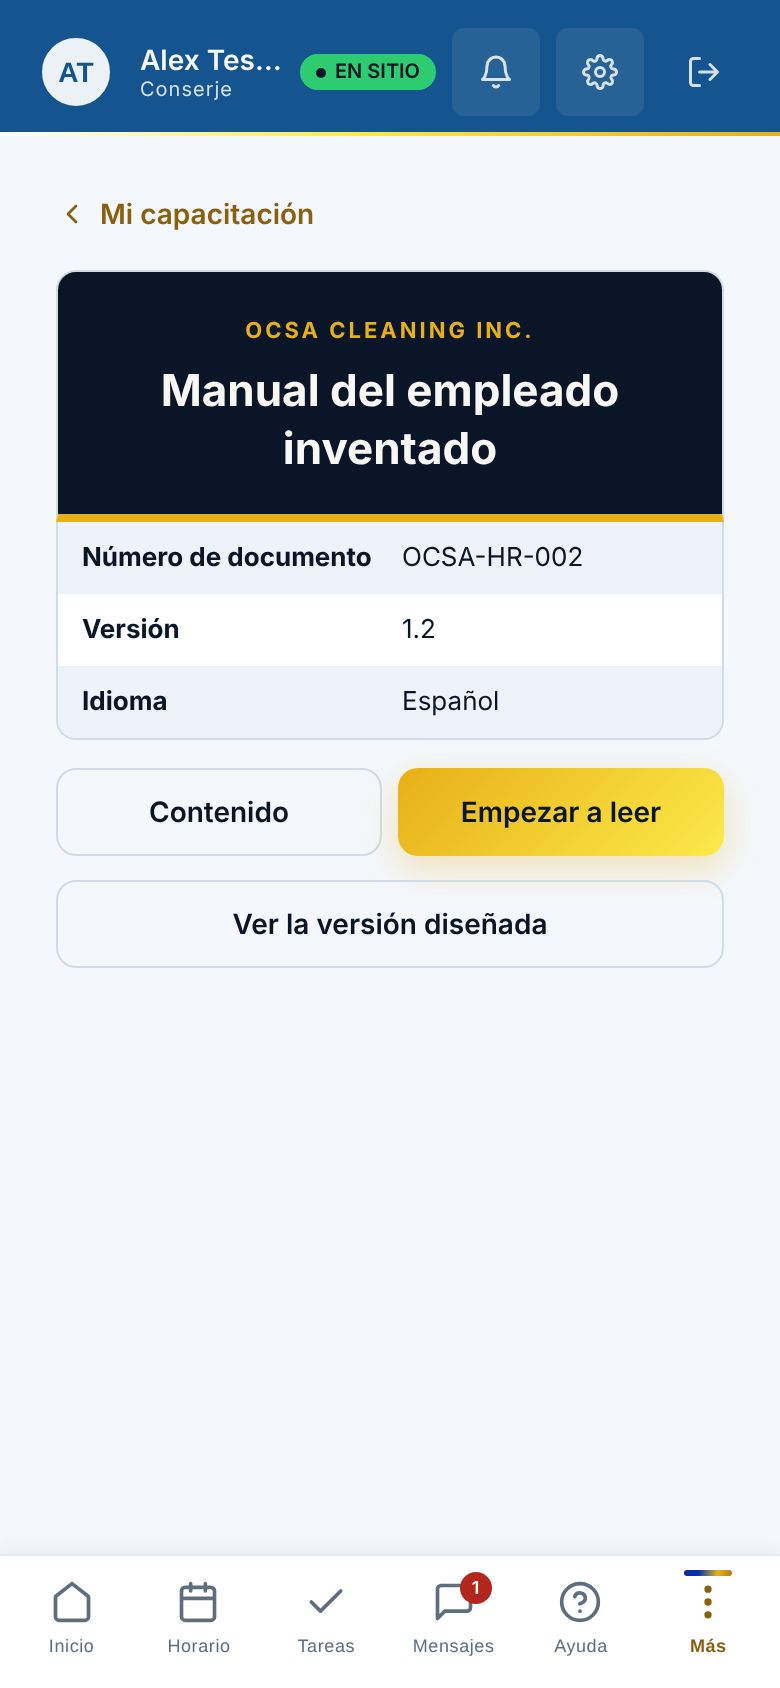 AT
Alex Tes...
Conserje
EN SITIO
Mi capacitación
OCSA CLEANING INC.
Manual del empleado
inventado
Número de documento OCSA-HR-002
Versión 1.2
Idioma Español
Contenido
Empezar a leer
Ver la versión diseñada
1
Inicio
Horario
Tareas
Mensajes
Ayuda
Más